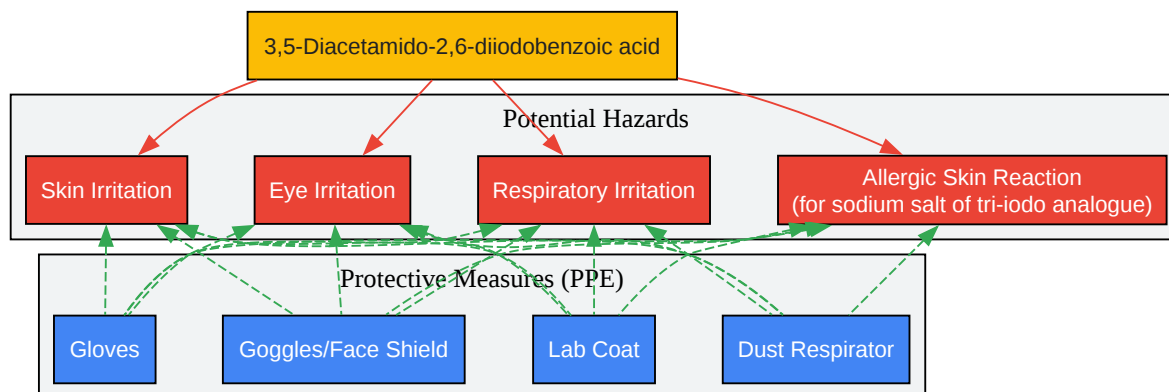 3,5-Diacetamido-2,6-diiodobenzoic acid
Potential Hazards
Skin Irritation
Eye Irritation
Respiratory Irritation
Allergic Skin Reaction
(for sodium salt of tri-iodo analogue)
Protective Measures (PPE)
Gloves
Goggles/Face Shield
Lab Coat
Dust Respirator